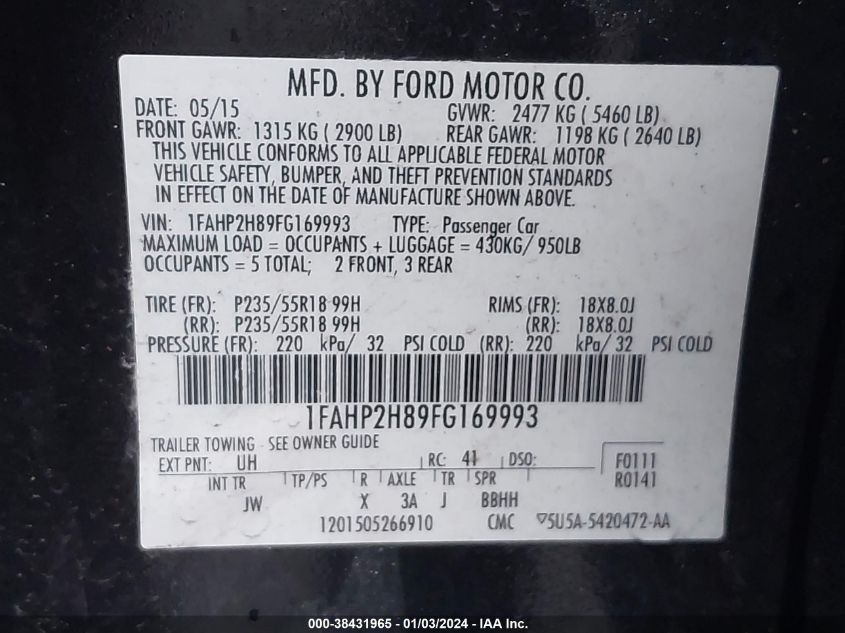 MFD. BY FORD MOTOR CO.
DATE: 05/15 GVWR: 2477 KG ( 5460 LB)
FRONT GAWR: 1315 KG ( 2900 LB) REAR GAWR: 1198 KG ( 2640 LB)
THIS VEHICLE CONFORMS TO ALL APPLICABLE FEDERAL MOTOR
VEHICLE SAFETY, BUMPER, AND THEFT PREVENTION STANDARDS
IN EFFECT ON THE DATE OF MANUFACTURE SHOWN ABOVE.
VIN: 1FAHP2H89FG169993 TYPE: Passenger Car
MAXIMUM LOAD = OCCUPANTS + LUGGAGE = 430KG/ 950LB
OCCUPANTS = 5 TOTAL; 2 FRONT, 3 REAR
TIRE (FR): P235/55R18 99H RIMS (FR): 18X8.0J
(RR): P235/55R18 99H (RR): 18X8.0J
PRESSURE (FR): 220 kPa/ 32 PSI COLD (RR): 220 kPa/ 32 PSI COLD
1FAHP2H89FG169993
TRAILER TOWING - SEE OWNER GUIDE
EXT PNT: UH RC: 41 DSO: F0111
INT TR TP/PS R AXLE TR SPR R0141
JW X 3A J BBHH
1201505266910 CMC ▽5U5A-5420472-AA
000-38431965 - 01/03/2024 - IAA Inc.